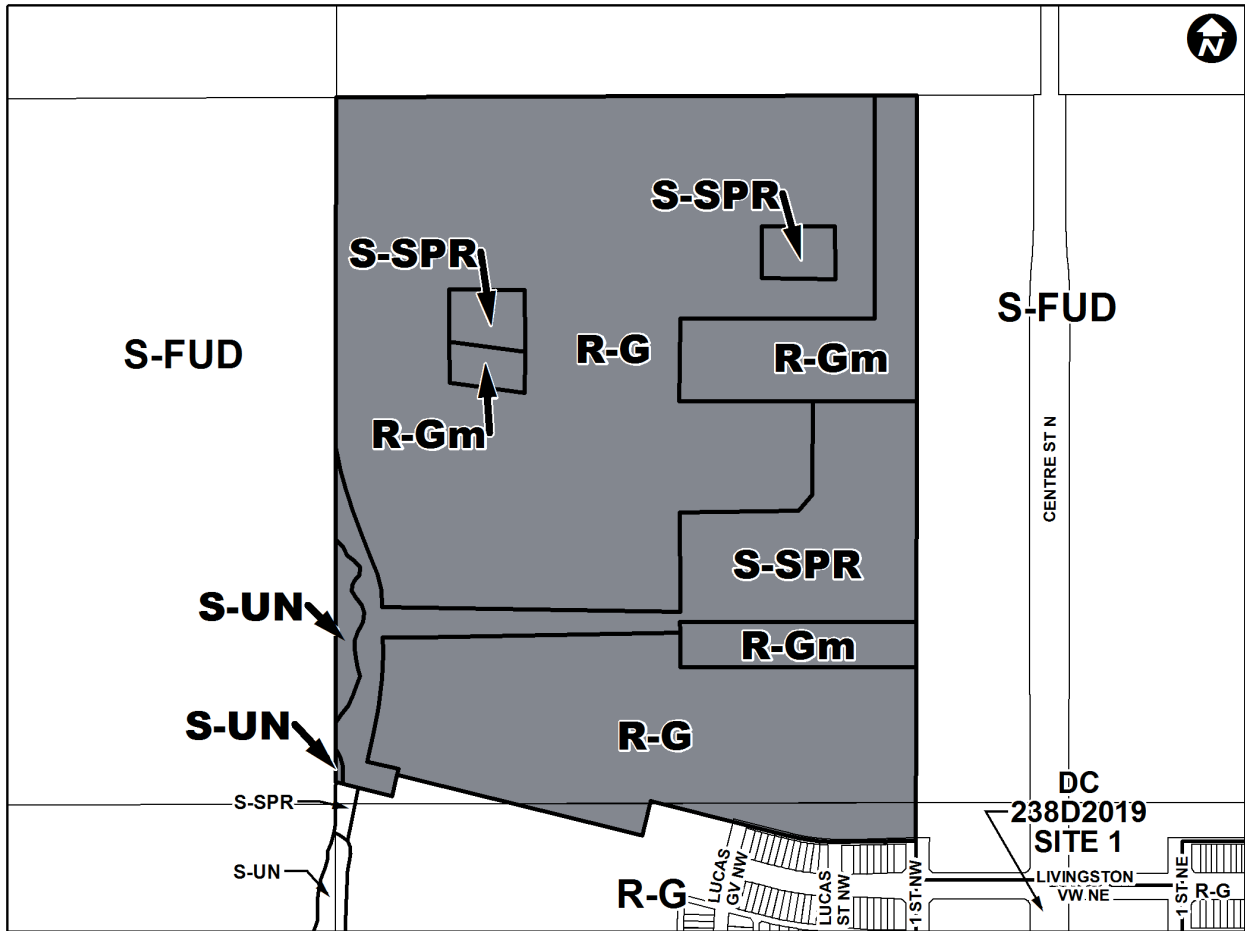 N
S-SPR
S-SPR
S-FUD
S-FUD
R-G
R-Gm
R-Gm
CENTRE ST N
S-SPR
S-UN
R-Gm
S-UN
R-G
S-SPR
DC
238D2019
SITE 1
S-UN
R-G
LUCAS
GV NW
LUCAS
ST NW
1 ST NW
LIVINGSTON
VW NE
1 ST NE
R-G